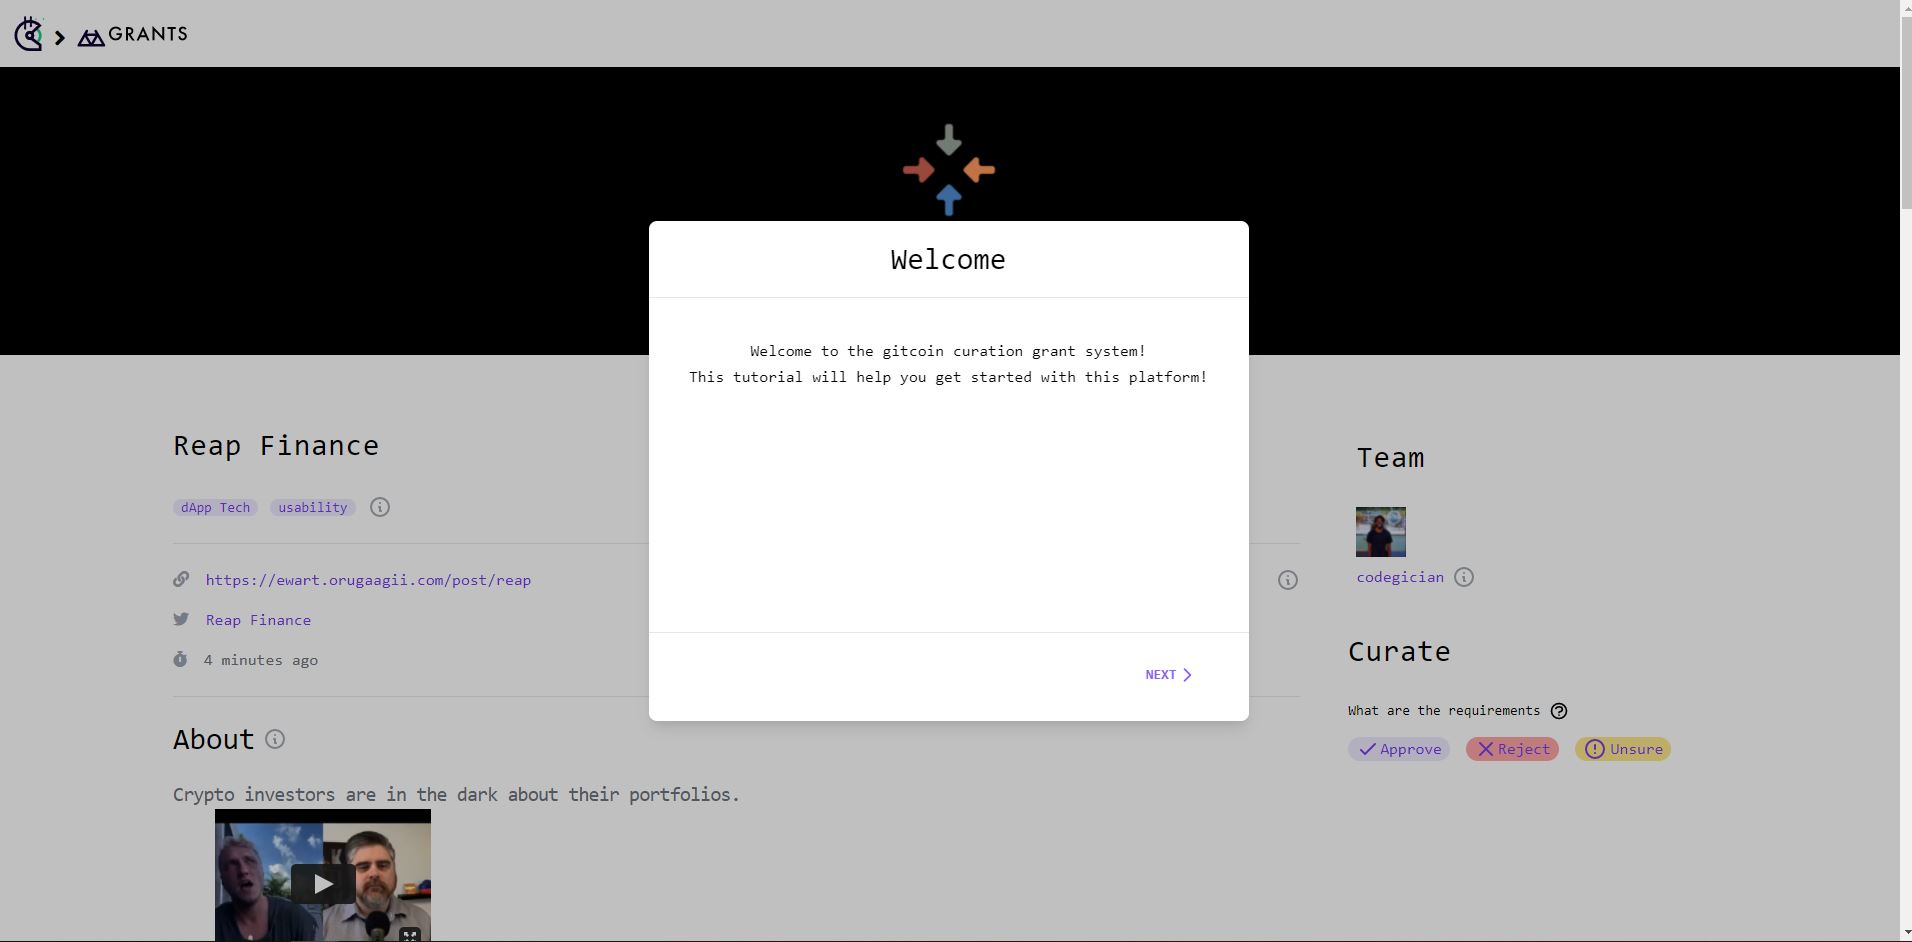 GRANTS
Welcome
Welcome to the gitcoin curation grant system!
This tutorial will help you get started with this platform!
NEXT
Reap Finance
dApp Tech usability
https://ewart.orugaagii.com/post/reap
Reap Finance
4 minutes ago
About
Crypto investors are in the dark about their portfolios.
Team
codegician
Curate
What are the requirements
Approve Reject Unsure